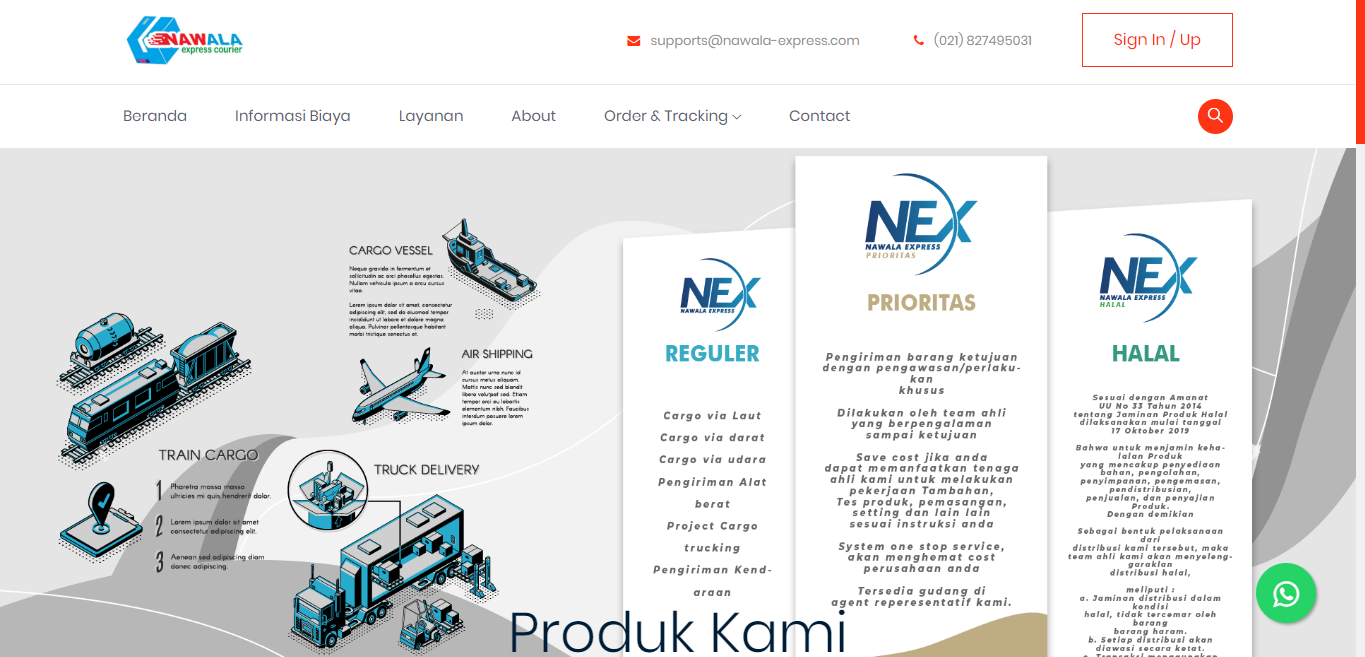 NAWALA
express courier
supports@nawala-express.com
(021) 827495031
Sign In / Up
Beranda
Informasi Biaya
Layanan
About
Order & Tracking
Contact
CARGO VESSEL
Neque gravida in fermentum et
sollicitudin ac orci phasellus egestas.
Nullam vehicula ipsum a arcu cursus
vitae.
Lorem ipsum dolor sit amet, consectetur
adipiscing elit, sed do eiusmod tempor
incididunt ut labore et dolore magna
aliqua. Pulvinar pellentesque habitant
morbi tristique senectus et.
AIR SHIPPING
At auctor urna nunc id
cursus metus aliquam.
Mattis nunc sed blandit
libero volutpat sed. Etiam
tempor orci eu lobortis
elementum nibh. Faucibus
interdum posuere lorem
ipsum dolor.
TRAIN CARGO
1 Pharetra massa massa
ultricies mi quis hendrerit dolor.
2 Lorem ipsum dolor sit amet
consectetur adipiscing elit.
3 Aenean sed adipiscing diam
donec adipiscing.
TRUCK DELIVERY
NEX
NAWALA EXPRESS
REGULER
Cargo via Laut
Cargo via darat
Cargo via udara
Pengiriman Alat
berat
Project Cargo
trucking
Pengiriman Kend-
araan
NEX
NAWALA EXPRESS
PRIORITAS
PRIORITAS
Pengiriman barang ketujuan
dengan pengawasan/perlaku-
kan
khusus
Dilakukan oleh team ahli
yang berpengalaman
sampai ketujuan
Save cost jika anda
dapat memanfaatkan tenaga
ahli kami untuk melakukan
pekerjaan Tambahan,
Tes produk, pemasangan,
setting dan lain lain
sesuai instruksi anda
System one stop service,
akan menghemat cost
perusahaan anda
Tersedia gudang di
agent reperesentatif kami.
NEX
NAWALA EXPRESS
HALAL
HALAL
Sesuai dengan Amanat
UU No 33 Tahun 2014
tentang Jaminan Produk Halal
dilaksanakan mulai tanggal
17 Oktober 2019
Bahwa untuk menjamin keha-
lalan Produk
yang mencakup penyediaan
bahan, pengolahan,
penyimpanan, pengemasan,
pendistribusian,
penjualan, dan penyajian
Produk.
Dengan demikian
Sebagai bentuk pelaksanaan
dari
distribusi kami tersebut, maka
team ahli kami akan menyeleng-
garaklan
distribusi halal,
meliputi :
a. Jaminan distribusi dalam
kondisi
halal, tidak tercemar oleh
barang
barang haram.
b. Setiap distribusi akan
diawasi secara ketat.
Produk Kami